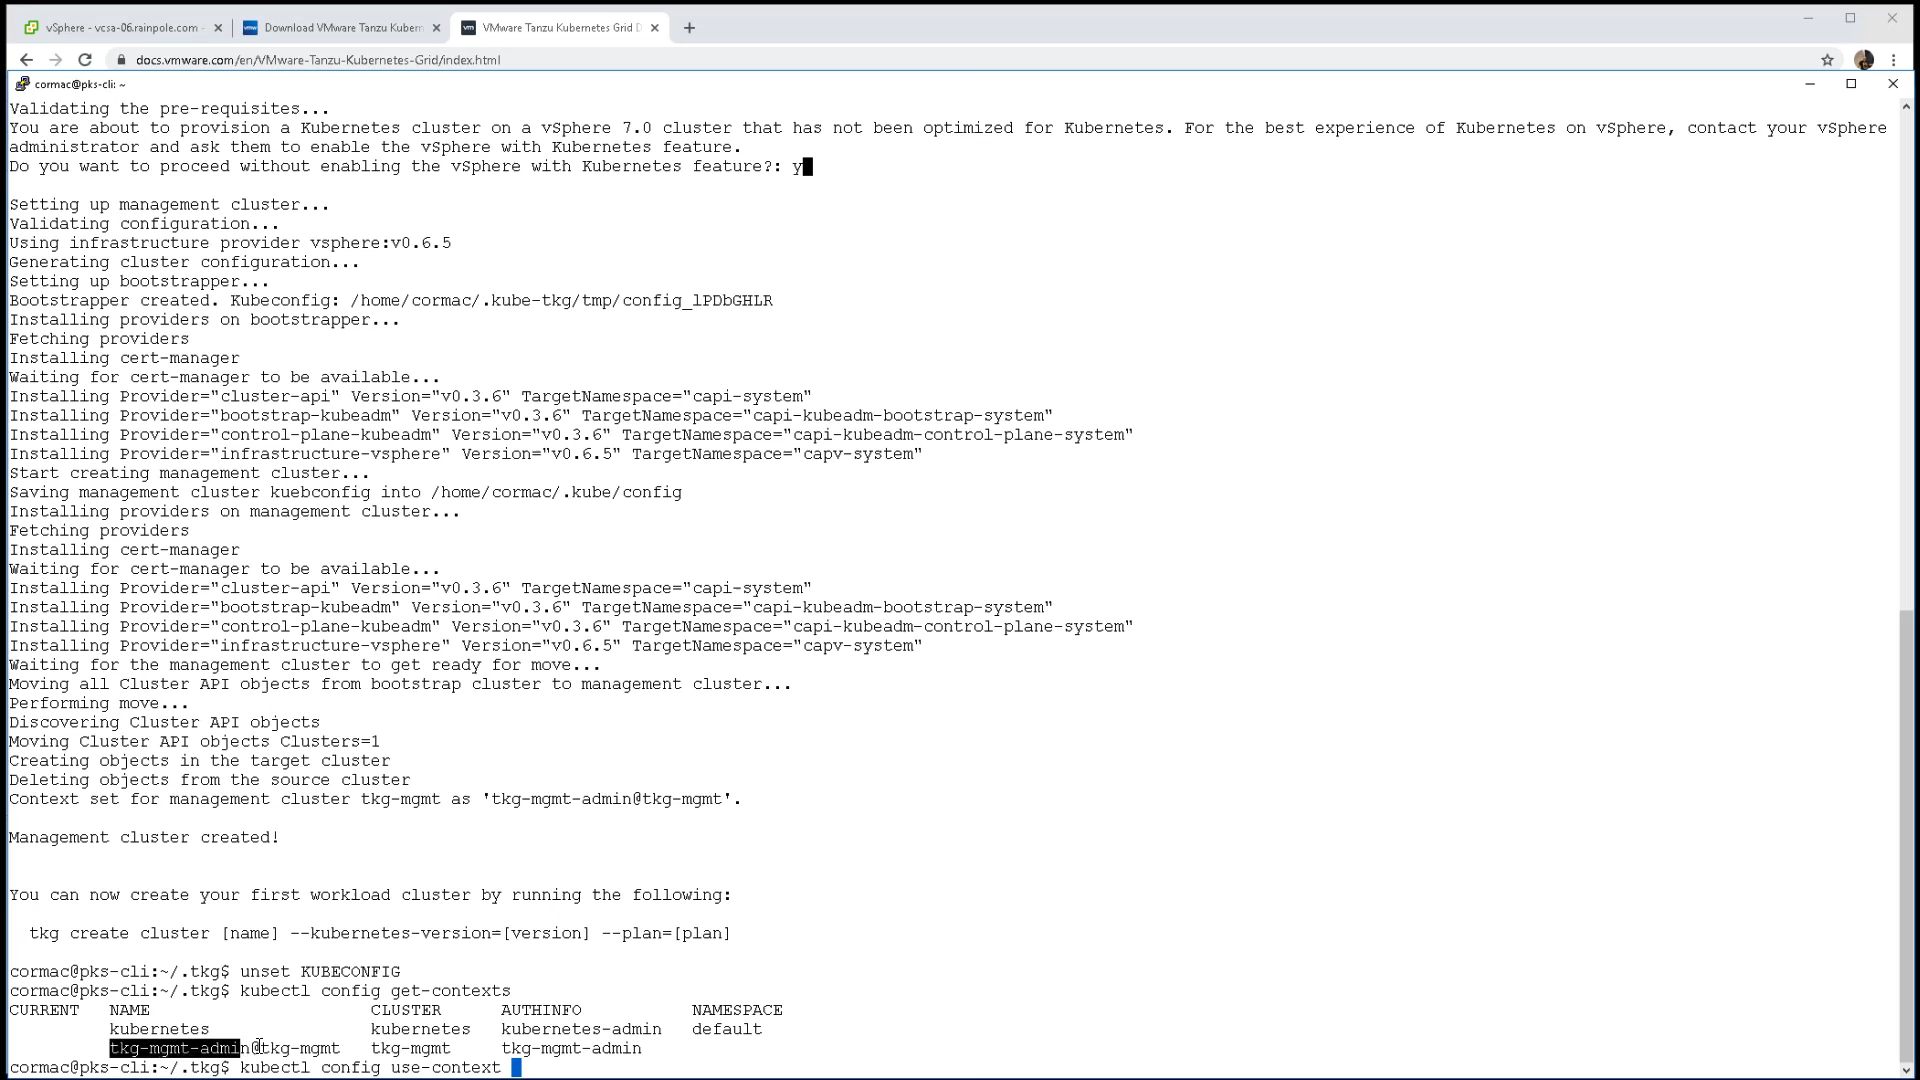 vSphere - vcsa-06.rainpole.com -
Download VMware Tanzu Kubern
VMware Tanzu Kubernetes Grid D
docs.vmware.com/en/VMware-Tanzu-Kubernetes-Grid/index.html
cormac@pks-cli: ~
Validating the pre-requisites...
You are about to provision a Kubernetes cluster on a vSphere 7.0 cluster that has not been optimized for Kubernetes. For the best experience of Kubernetes on vSphere, contact your vSphere
administrator and ask them to enable the vSphere with Kubernetes feature.
Do you want to proceed without enabling the vSphere with Kubernetes feature?: y
Setting up management cluster...
Validating configuration...
Using infrastructure provider vsphere:v0.6.5
Generating cluster configuration...
Setting up bootstrapper...
Bootstrapper created. Kubeconfig: /home/cormac/.kube-tkg/tmp/config_lPDbGHLR
Installing providers on bootstrapper...
Fetching providers
Installing cert-manager
Waiting for cert-manager to be available...
Installing Provider="cluster-api" Version="v0.3.6" TargetNamespace="capi-system"
Installing Provider="bootstrap-kubeadm" Version="v0.3.6" TargetNamespace="capi-kubeadm-bootstrap-system"
Installing Provider="control-plane-kubeadm" Version="v0.3.6" TargetNamespace="capi-kubeadm-control-plane-system"
Installing Provider="infrastructure-vsphere" Version="v0.6.5" TargetNamespace="capv-system"
Start creating management cluster...
Saving management cluster kuebconfig into /home/cormac/.kube/config
Installing providers on management cluster...
Fetching providers
Installing cert-manager
Waiting for cert-manager to be available...
Installing Provider="cluster-api" Version="v0.3.6" TargetNamespace="capi-system"
Installing Provider="bootstrap-kubeadm" Version="v0.3.6" TargetNamespace="capi-kubeadm-bootstrap-system"
Installing Provider="control-plane-kubeadm" Version="v0.3.6" TargetNamespace="capi-kubeadm-control-plane-system"
Installing Provider="infrastructure-vsphere" Version="v0.6.5" TargetNamespace="capv-system"
Waiting for the management cluster to get ready for move...
Moving all Cluster API objects from bootstrap cluster to management cluster...
Performing move...
Discovering Cluster API objects
Moving Cluster API objects Clusters=1
Creating objects in the target cluster
Deleting objects from the source cluster
Context set for management cluster tkg-mgmt as 'tkg-mgmt-admin@tkg-mgmt'.
Management cluster created!
You can now create your first workload cluster by running the following:
tkg create cluster [name] --kubernetes-version=[version] --plan=[plan]
cormac@pks-cli:~/.tkg$ unset KUBECONFIG
cormac@pks-cli:~/.tkg$ kubectl config get-contexts
CURRENT NAME CLUSTER AUTHINFO NAMESPACE
kubernetes kubernetes kubernetes-admin default
tkg-mgmt-admin@tkg-mgmt tkg-mgmt tkg-mgmt-admin
cormac@pks-cli:~/.tkg$ kubectl config use-context